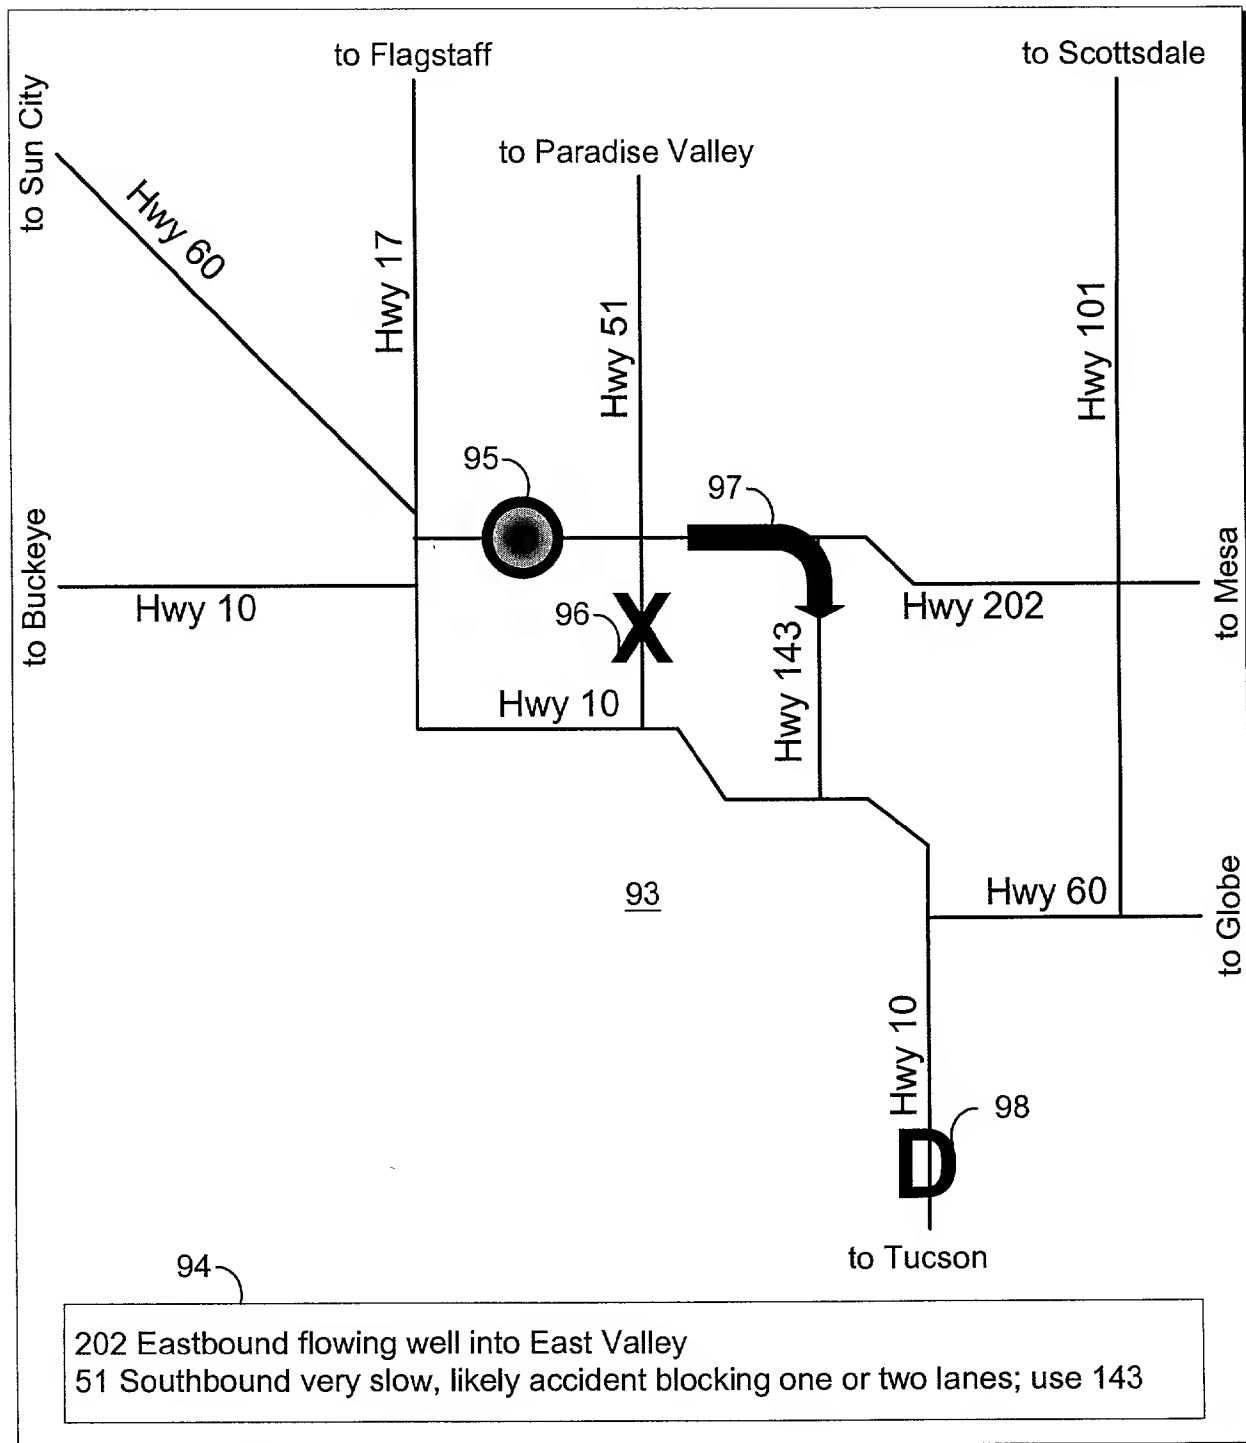 to Flagstaff
to Scottsdale
to Sun City
to Paradise Valley
Hwy 60
Hwy 17
Hwy 51
Hwy 101
95
97
to Buckeye
to Mesa
Hwy 10
96
Hwy 202
X
Hwy 143
Hwy 10
93
Hwy 60
to Globe
Hwy 10
98
D
to Tucson
94
202 Eastbound flowing well into East Valley
51 Southbound very slow, likely accident blocking one or two lanes; use 143